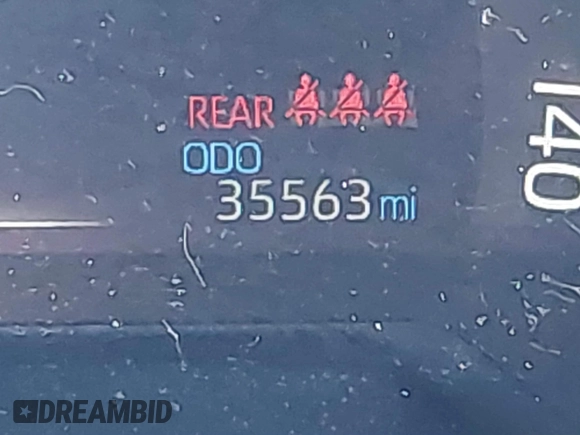 REAR
ODO
35563 mi
140
DREAMBID